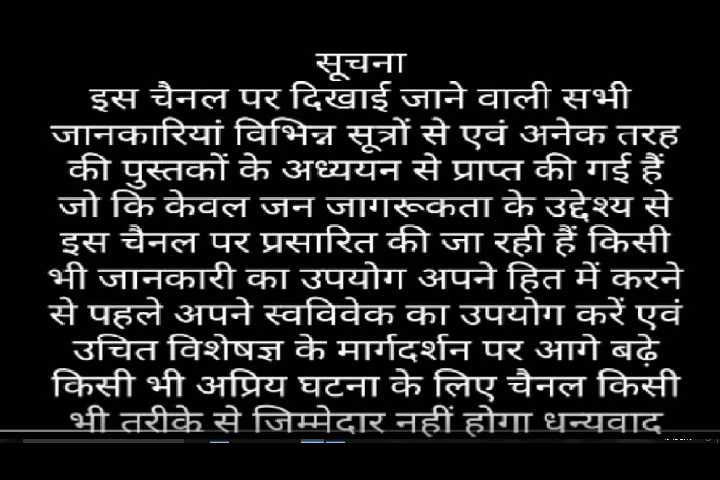 सूचना
इस चैनल पर दिखाई जाने वाली सभी
जानकारियां विभिन्न सूत्रों से एवं अनेक तरह
की पुस्तकों के अध्ययन से प्राप्त की गई हैं
जो कि केवल जन जागरूकता के उद्देश्य से
इस चैनल पर प्रसारित की जा रही हैं किसी
भी जानकारी का उपयोग अपने हित में करने
से पहले अपने स्वविवेक का उपयोग करें एवं
उचित विशेषज्ञ के मार्गदर्शन पर आगे बढ़े
किसी भी अप्रिय घटना के लिए चैनल किसी
भी तरीके से जिम्मेदार नहीं होगा धन्यवाद